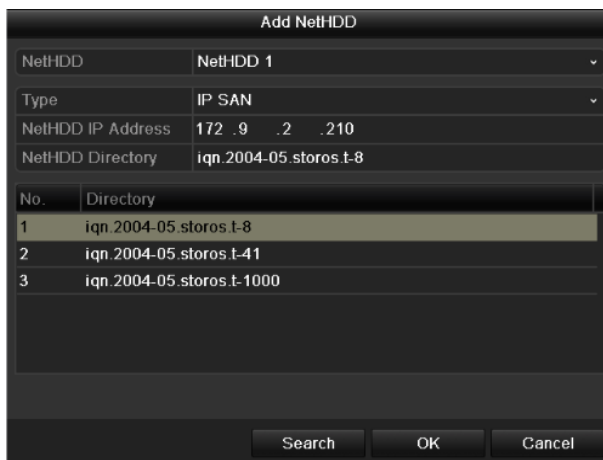 Add NetHDD
NetHDD NetHDD 1
Type IP SAN
NetHDD IP Address 172 .9 .2 .210
NetHDD Directory iqn.2004-05.storos.t-8
No. Directory
1 iqn.2004-05.storos.t-8
2 iqn.2004-05.storos.t-41
3 iqn.2004-05.storos.t-1000
Search OK Cancel